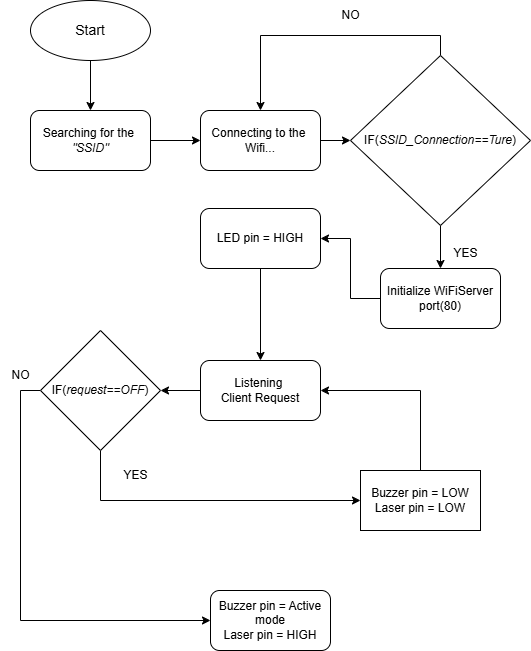 Start
NO
Searching for the
"SSID"
Connecting to the
Wifi...
IF(SSID_Connection==Ture)
YES
LED pin = HIGH
Initialize WiFiServer
port(80)
NO
IF(request==OFF)
Listening
Client Request
YES
Buzzer pin = LOW
Laser pin = LOW
Buzzer pin = Active
mode
Laser pin = HIGH